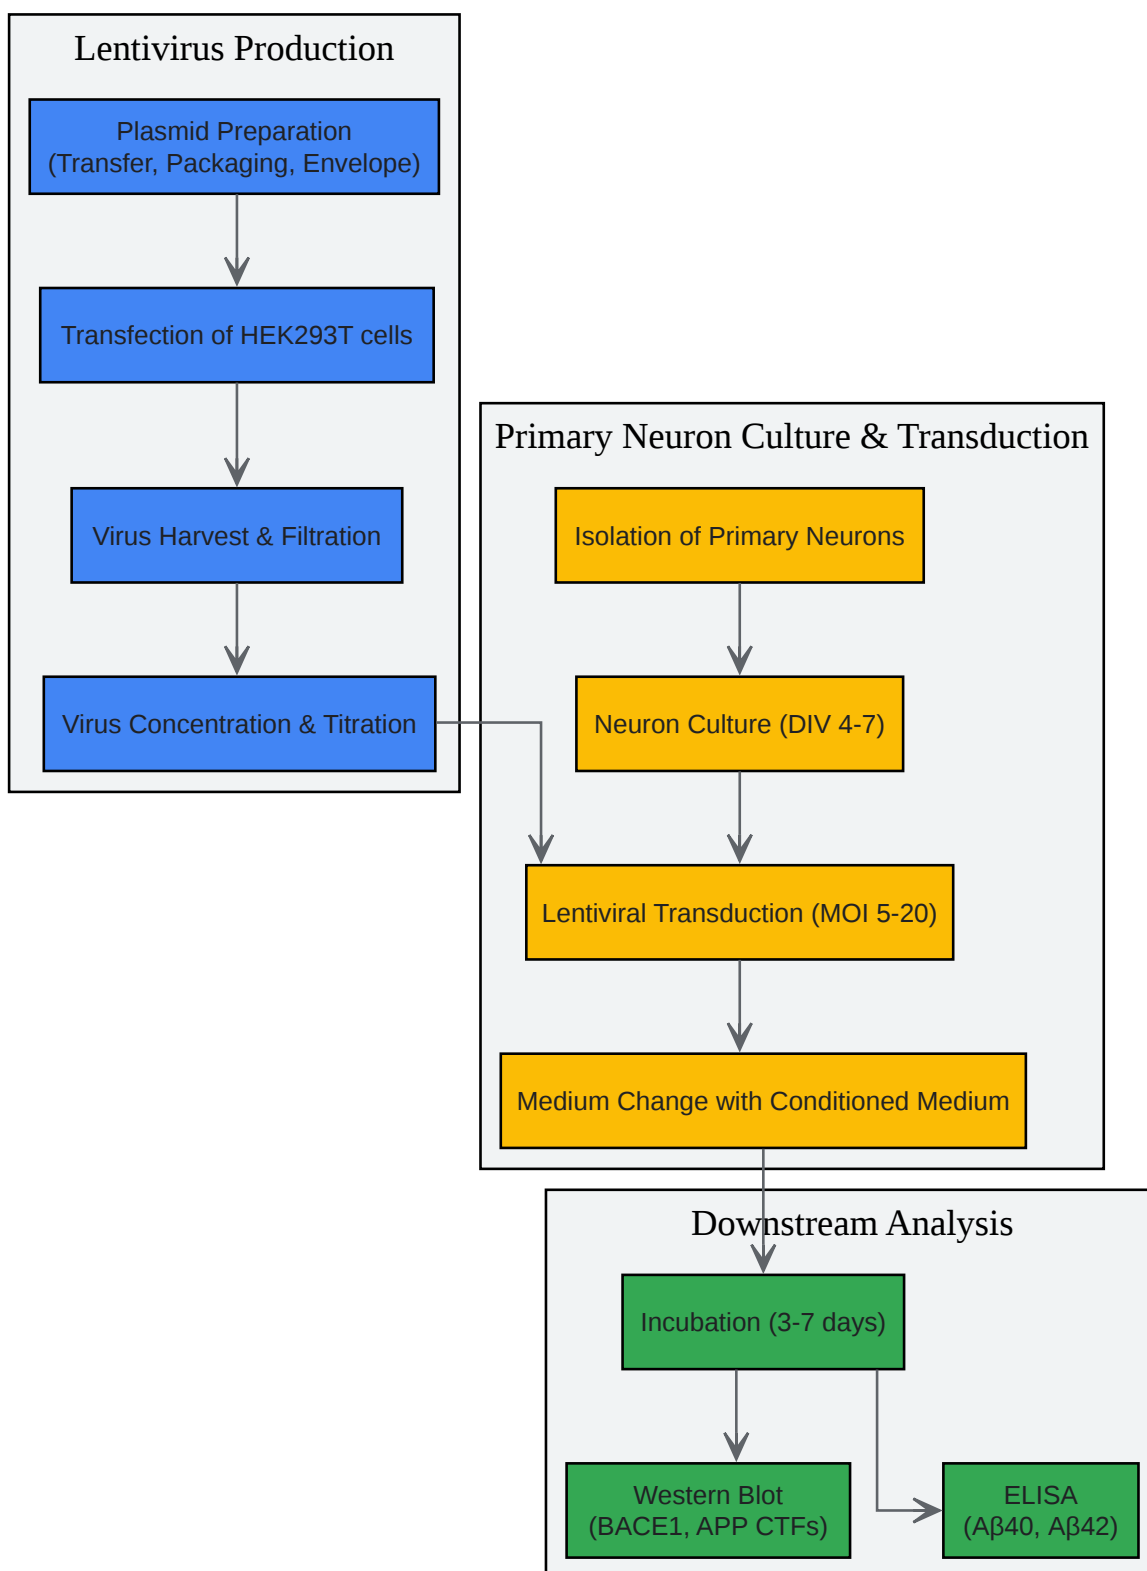 Lentivirus Production
Plasmid Preparation
(Transfer, Packaging, Envelope)
Transfection of HEK293T cells
Virus Harvest & Filtration
Virus Concentration & Titration
Primary Neuron Culture & Transduction
Isolation of Primary Neurons
Neuron Culture (DIV 4-7)
Lentiviral Transduction (MOI 5-20)
Medium Change with Conditioned Medium
Downstream Analysis
Incubation (3-7 days)
Western Blot
(BACE1, APP CTFs)
ELISA
(Aβ40, Aβ42)